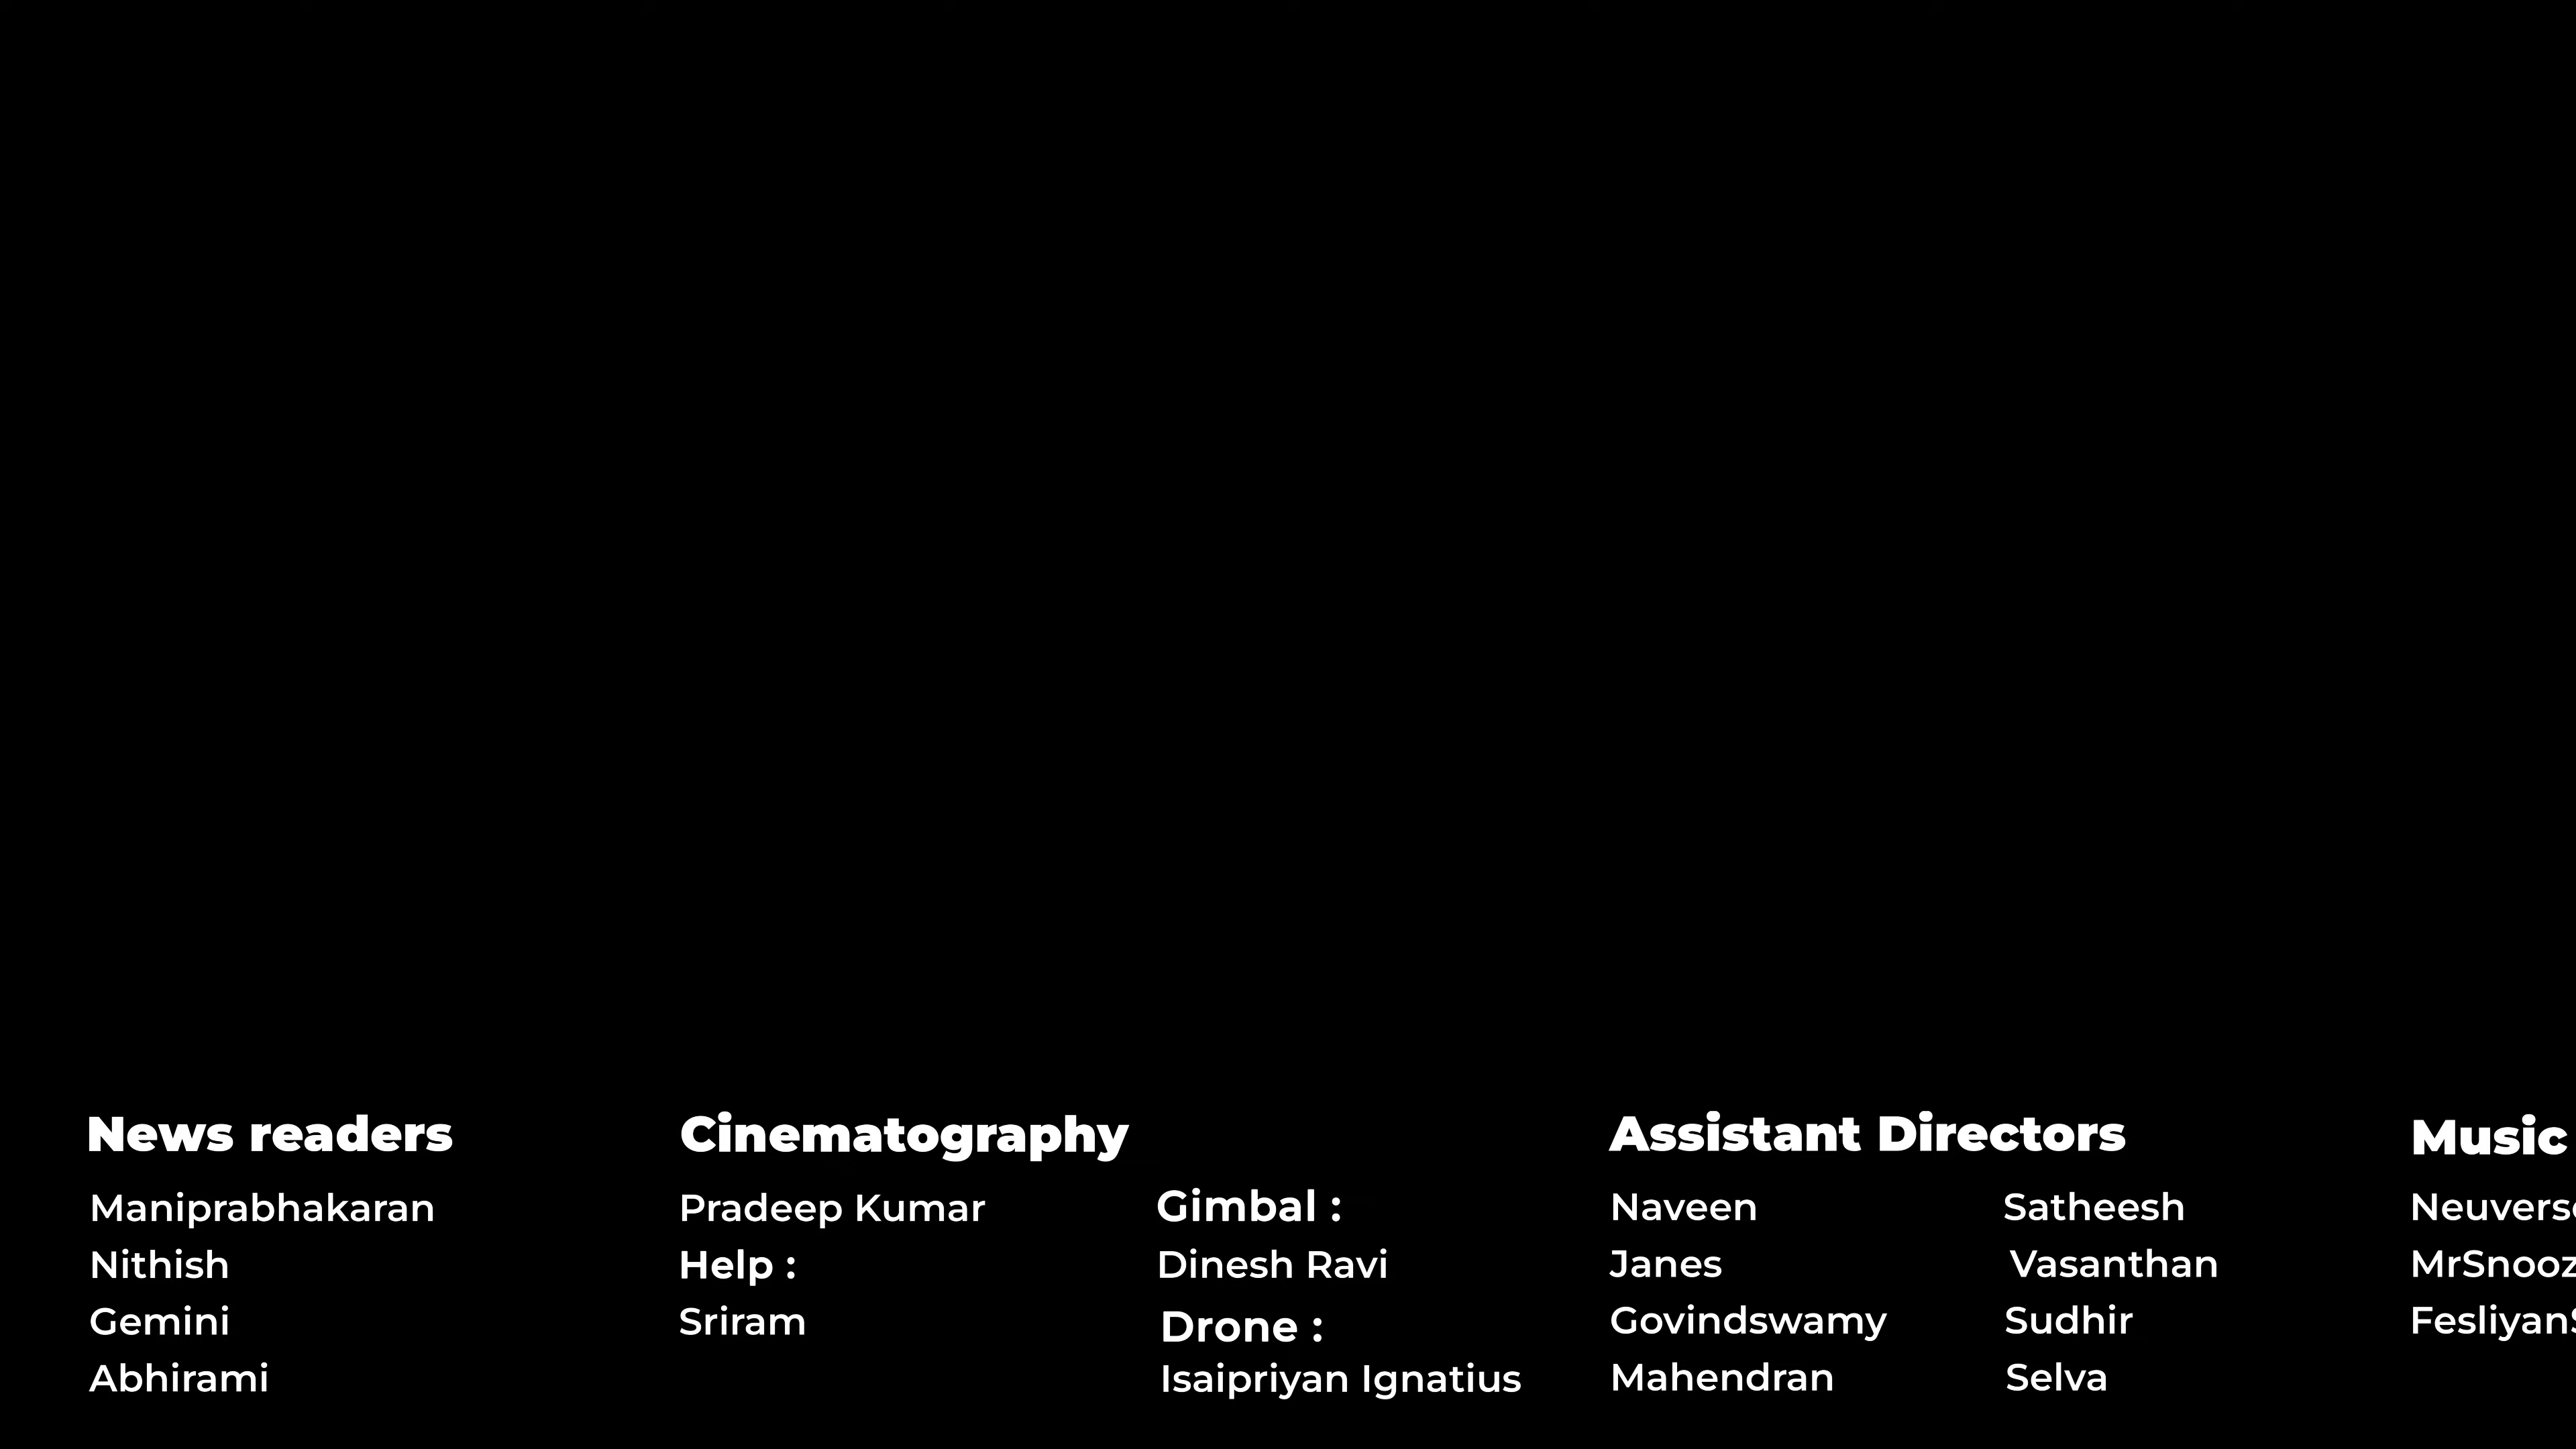 News readers
Maniprabhakaran
Nithish
Gemini
Abhirami
Cinematography
Pradeep Kumar
Help :
Sriram
Gimbal :
Dinesh Ravi
Drone :
Isaipriyan Ignatius
Assistant Directors
Naveen
Janes
Govindswamy
Mahendran
Satheesh
Vasanthan
Sudhir
Selva
Music